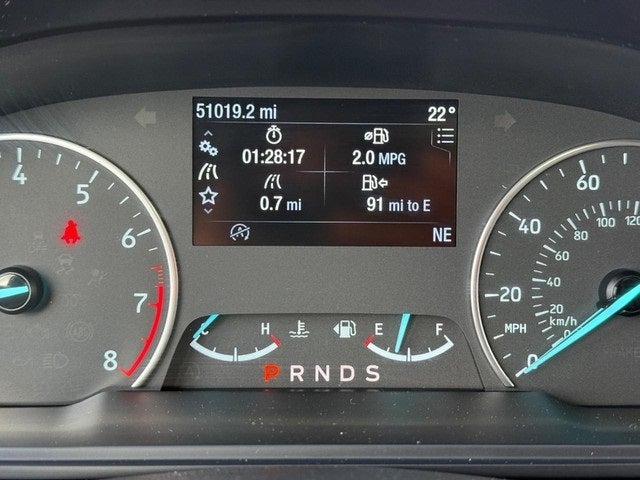 51019.2 mi 22°
01:28:17 2.0 MPG
0.7 mi 91 mi to E
NE
4 5 6 7 8
C H E F
P R N D S
0 20 40 60
MPH
20 40 60 80 100 120
km/h